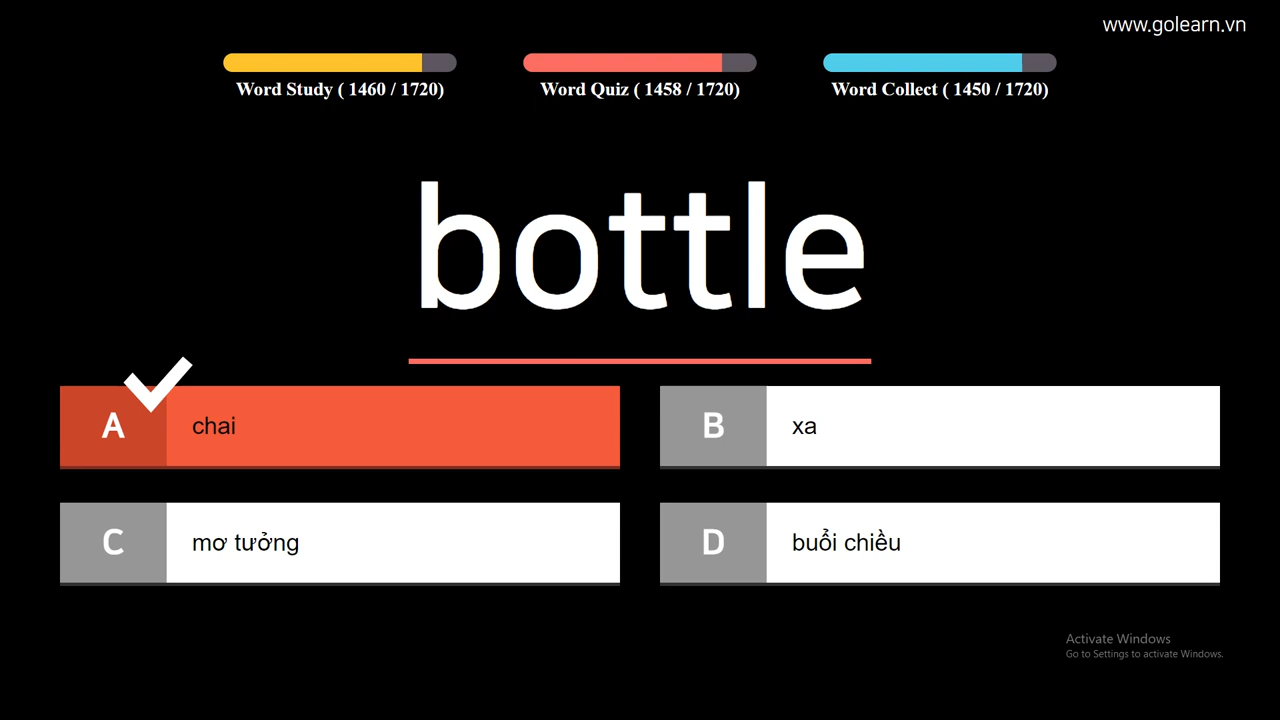 www.golearn.vn
Word Study ( 1460 / 1720)
Word Quiz ( 1458 / 1720)
Word Collect ( 1450 / 1720)
bottle
A chai
B xa
C mơ tưởng
D buổi chiều
Activate Windows
Go to Settings to activate Windows.